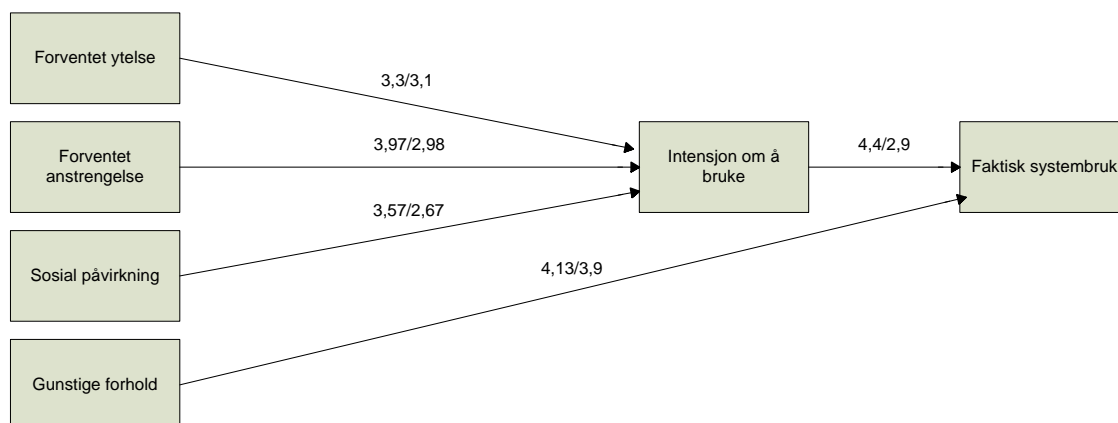 Forventet ytelse
3,3/3,1
Forventet
anstrengelse
3,97/2,98
Intensjon om å
bruke
4,4/2,9
Faktisk systembruk
3,57/2,67
Sosial påvirkning
4,13/3,9
Gunstige forhold